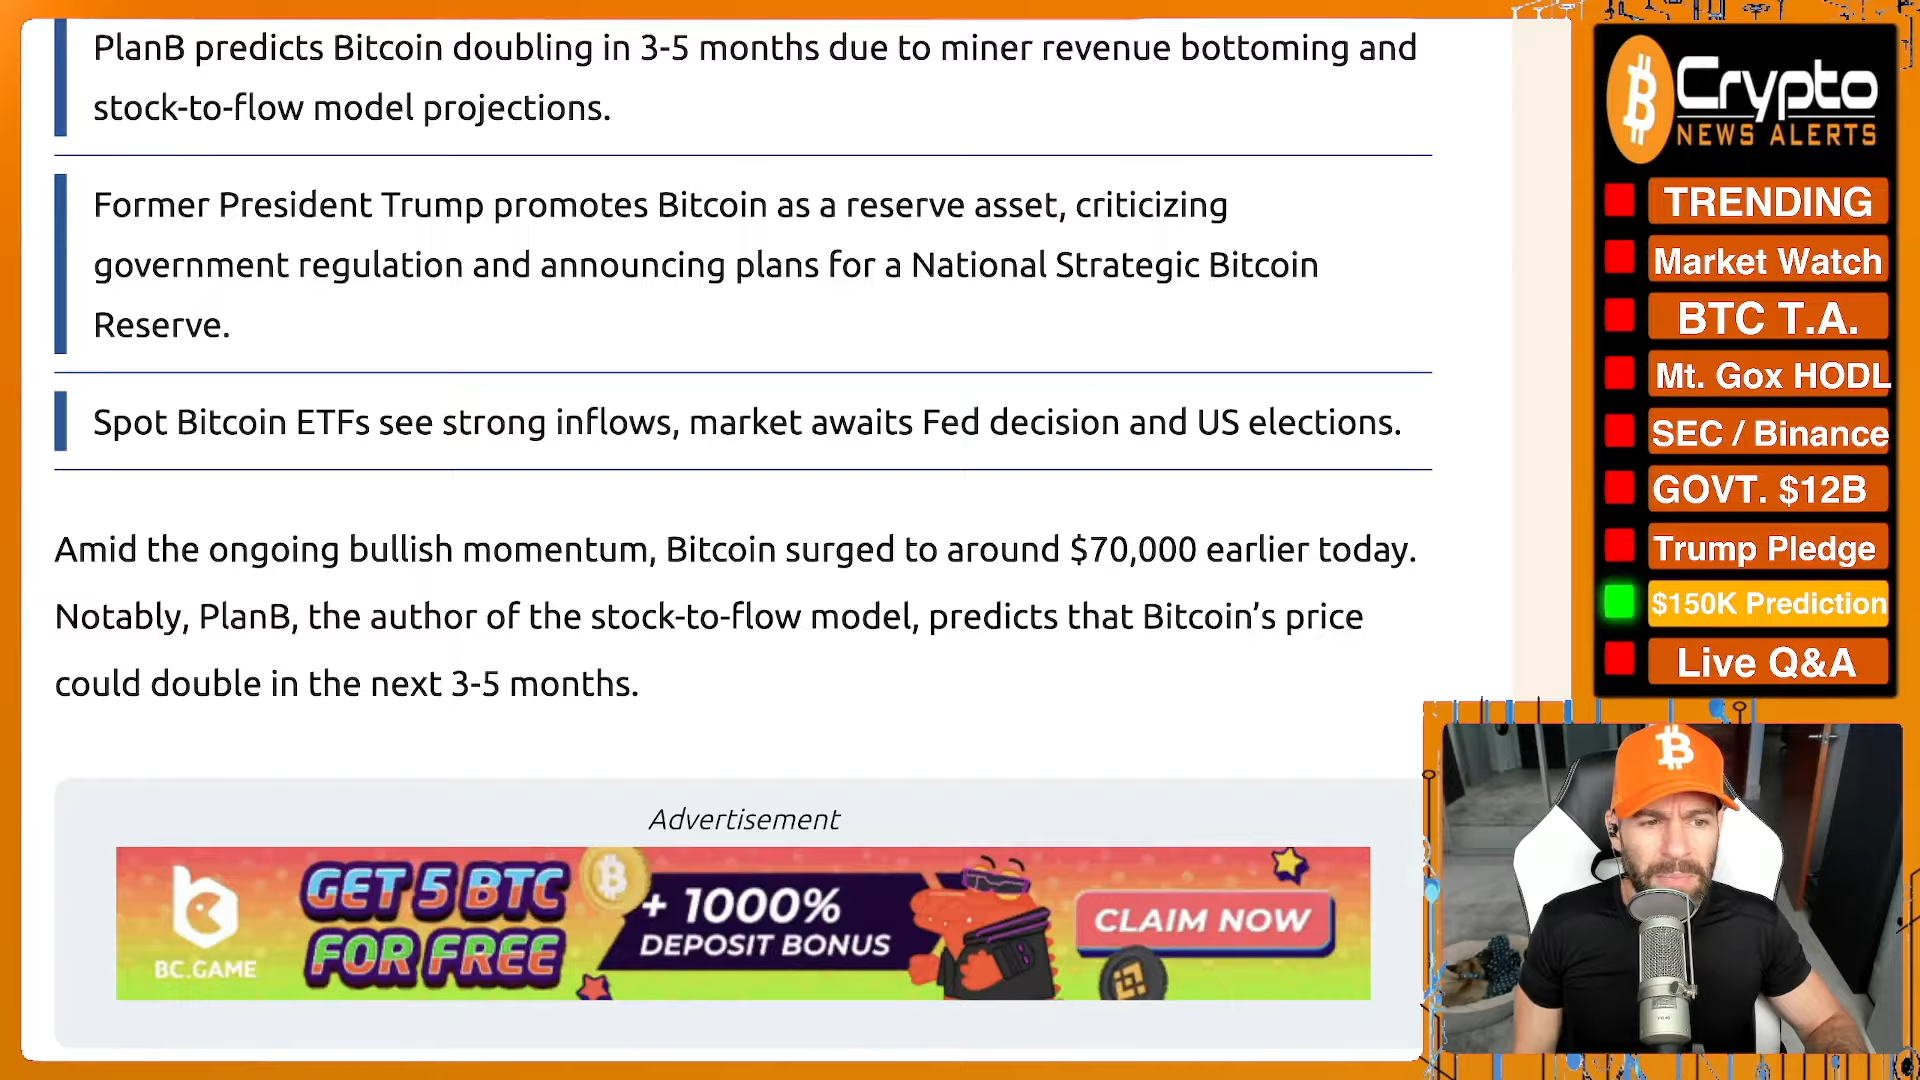 PlanB predicts Bitcoin doubling in 3-5 months due to miner revenue bottoming and
stock-to-flow model projections.
Former President Trump promotes Bitcoin as a reserve asset, criticizing
government regulation and announcing plans for a National Strategic Bitcoin
Reserve.
Spot Bitcoin ETFs see strong inflows, market awaits Fed decision and US elections.
Amid the ongoing bullish momentum, Bitcoin surged to around $70,000 earlier today.
Notably, PlanB, the author of the stock-to-flow model, predicts that Bitcoin’s price
could double in the next 3-5 months.
Advertisement
BC.GAME
GET 5 BTC
FOR FREE
+ 1000%
DEPOSIT BONUS
CLAIM NOW
Crypto
NEWS ALERTS
TRENDING
Market Watch
BTC T.A.
Mt. Gox HODL
SEC / Binance
GOVT. $12B
Trump Pledge
$150K Prediction
Live Q&A